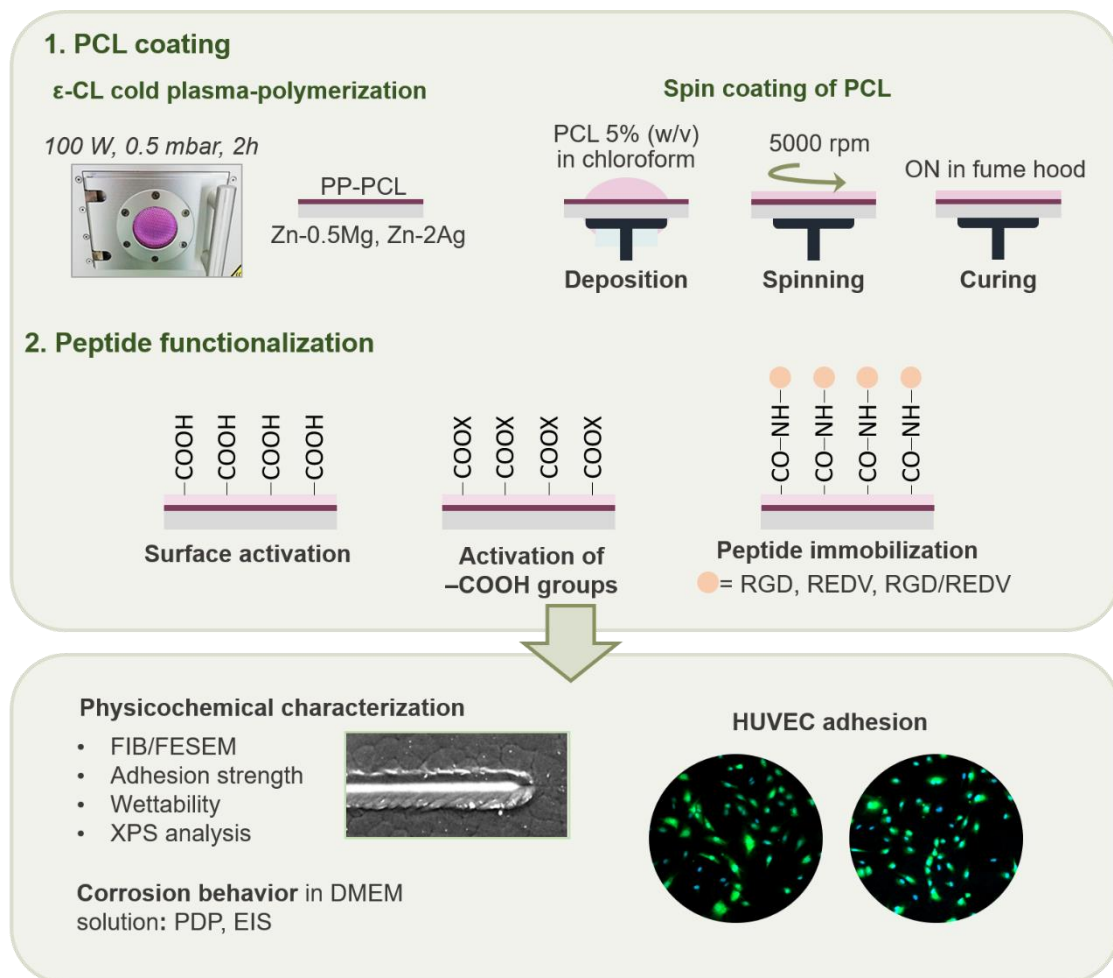 1. PCL coating
ε-CL cold plasma-polymerization
100 W, 0.5 mbar, 2h
PP-PCL
Zn-0.5Mg, Zn-2Ag
Spin coating of PCL
PCL 5% (w/v)
in chloroform
Deposition
5000 rpm
Spinning
ON in fume hood
Curing
2. Peptide functionalization
–COOH
–COOH
–COOH
–COOH
Surface activation
–COOX
–COOX
–COOX
–COOX
Activation of
–COOH groups
–CO–NH–
–CO–NH–
–CO–NH–
–CO–NH–
Peptide immobilization
= RGD, REDV, RGD/REDV
Physicochemical characterization
• FIB/FESEM
• Adhesion strength
• Wettability
• XPS analysis
Corrosion behavior in DMEM
solution: PDP, EIS
HUVEC adhesion